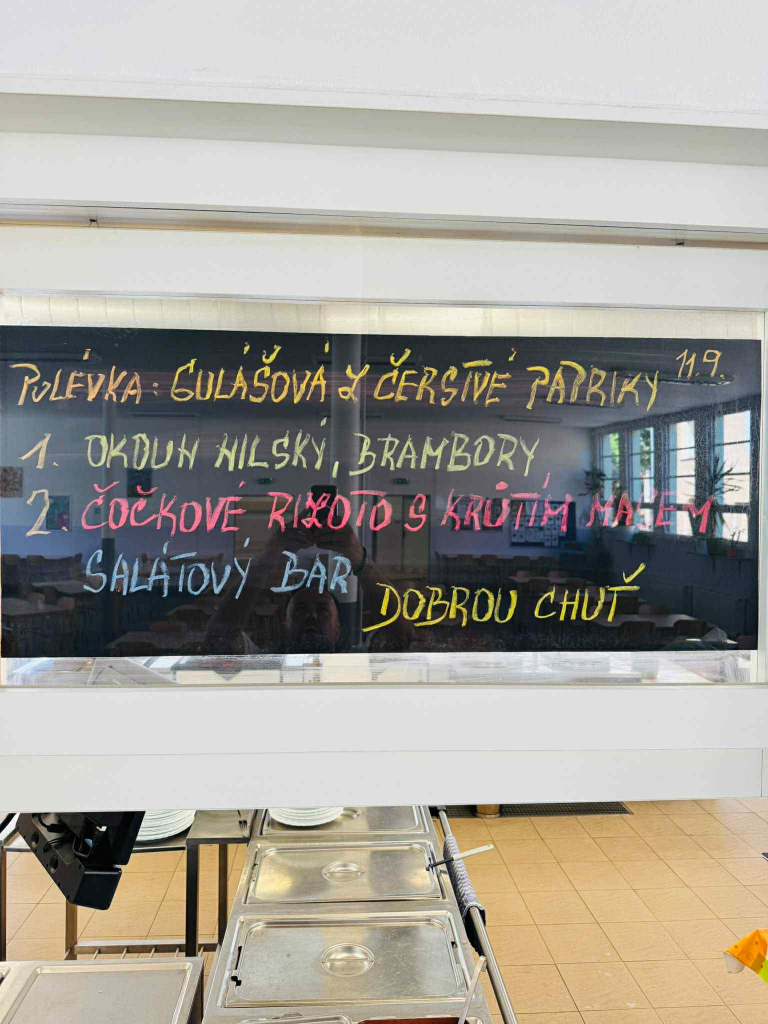 POLÉVKA: GULÁŠOVÁ Z ČERSTVÉ PAPRIKY 11.9.
1. OKOUN NILSKÝ, BRAMBORY
2. ČOČKOVÉ RIZOTO S KRŮTÍM MASEM
SALÁTOVÝ BAR
DOBROU CHUŤ